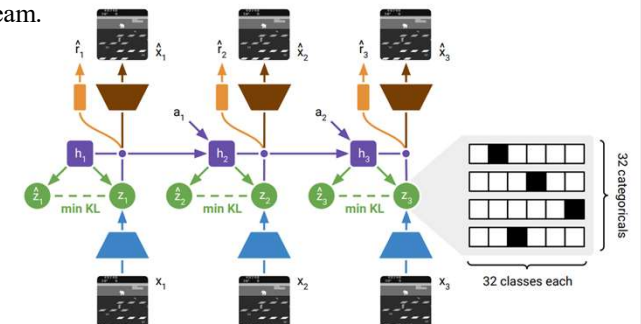 eam.
r̂₁ x̂₁ r̂₂ x̂₂ r̂₃ x̂₃
a₁ a₂
h₁ h₂ h₃
ẑ₁ z₁ ẑ₂ z₂ ẑ₃ z₃
min KL min KL min KL
x₁ x₂ x₃
32 categoricals
32 classes each